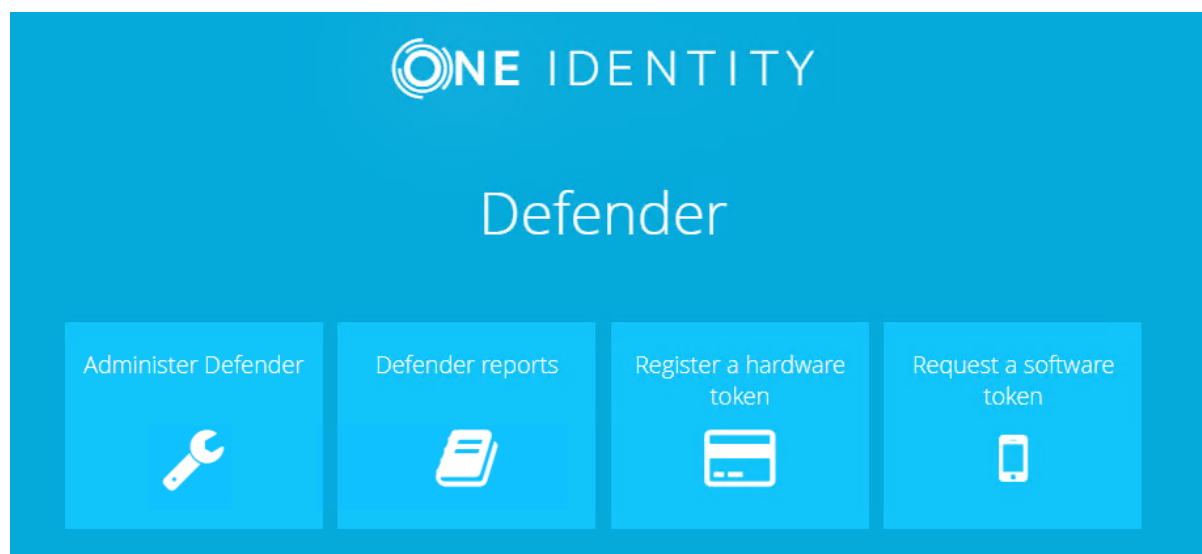 ONE IDENTITY
Defender
Administer Defender
Defender reports
Register a hardware
token
Request a software
token